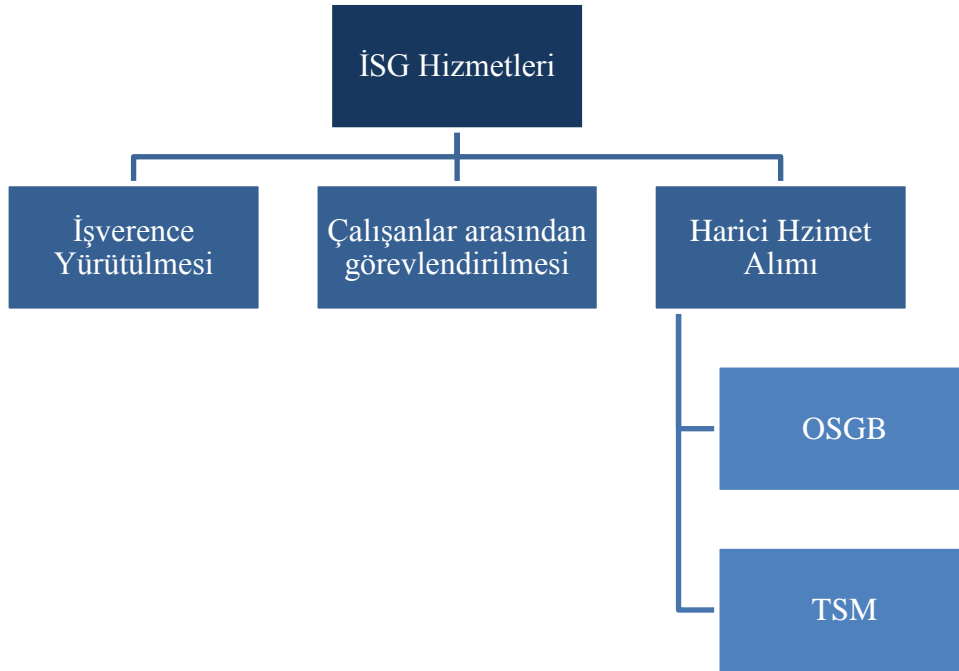 İSG Hizmetleri
İşverence
Yürütülmesi
Çalışanlar arasından
görevlendirilmesi
Harici Hzimet
Alımı
OSGB
TSM